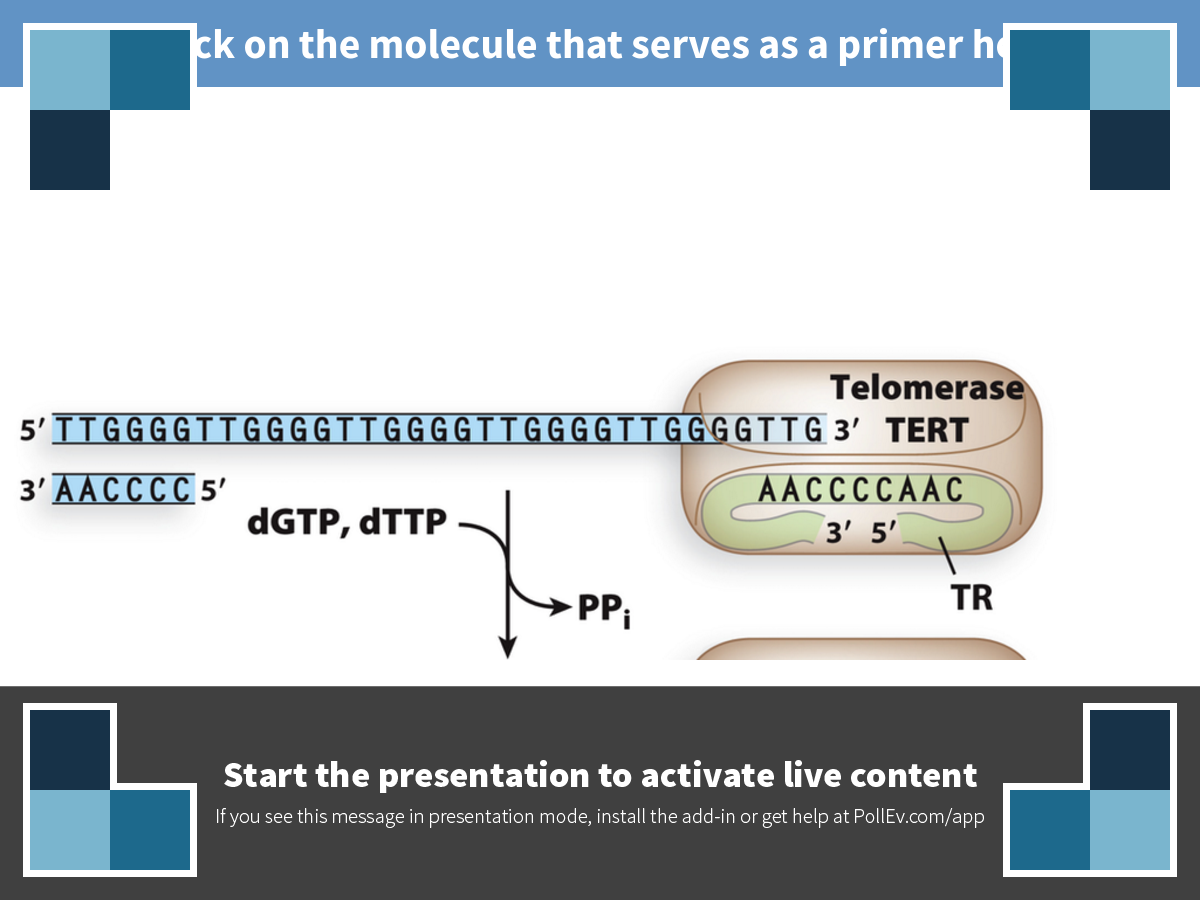 ck on the molecule that serves as a primer
Telomerase
5′ TTGGGGTTGGGGTTGGGGTTGGGGTTGGGGTTG 3′ TERT
3′ AACCCC 5′
AACCCCAAC
dGTP, dTTP
3′ 5′
TR
PPi
Start the presentation to activate live content
If you see this message in presentation mode, install the add-in or get help at PollEv.com/app